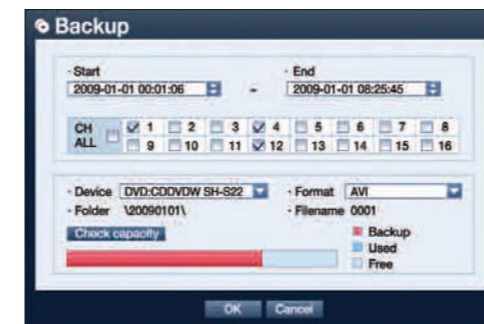 Backup
· Start · End
2009-01-01 00:01:06 ~ 2009-01-01 08:25:45
CH 1 2 3 4 5 6 7 8
ALL 9 10 11 12 13 14 15 16
· Device DVD:CDDVDW SH-S22 · Format AVI
· Folder \20090101\ · Filename 0001
Check capacity Backup
Used
Free
OK Cancel